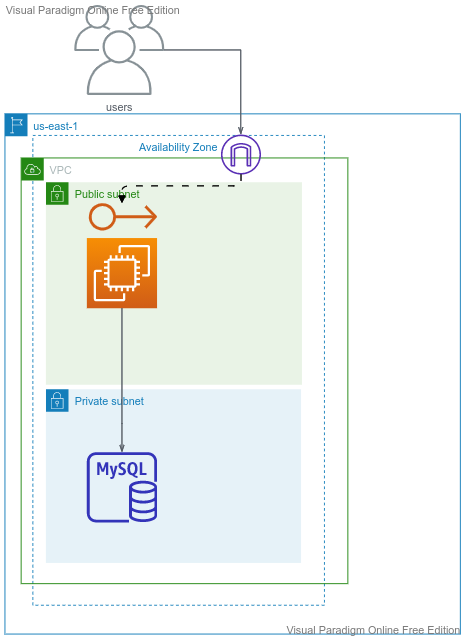 Visual Paradigm Online Free Edition
users
us-east-1
Availability Zone
VPC
Public subnet
Private subnet
MySQL
Visual Paradigm Online Free Edition